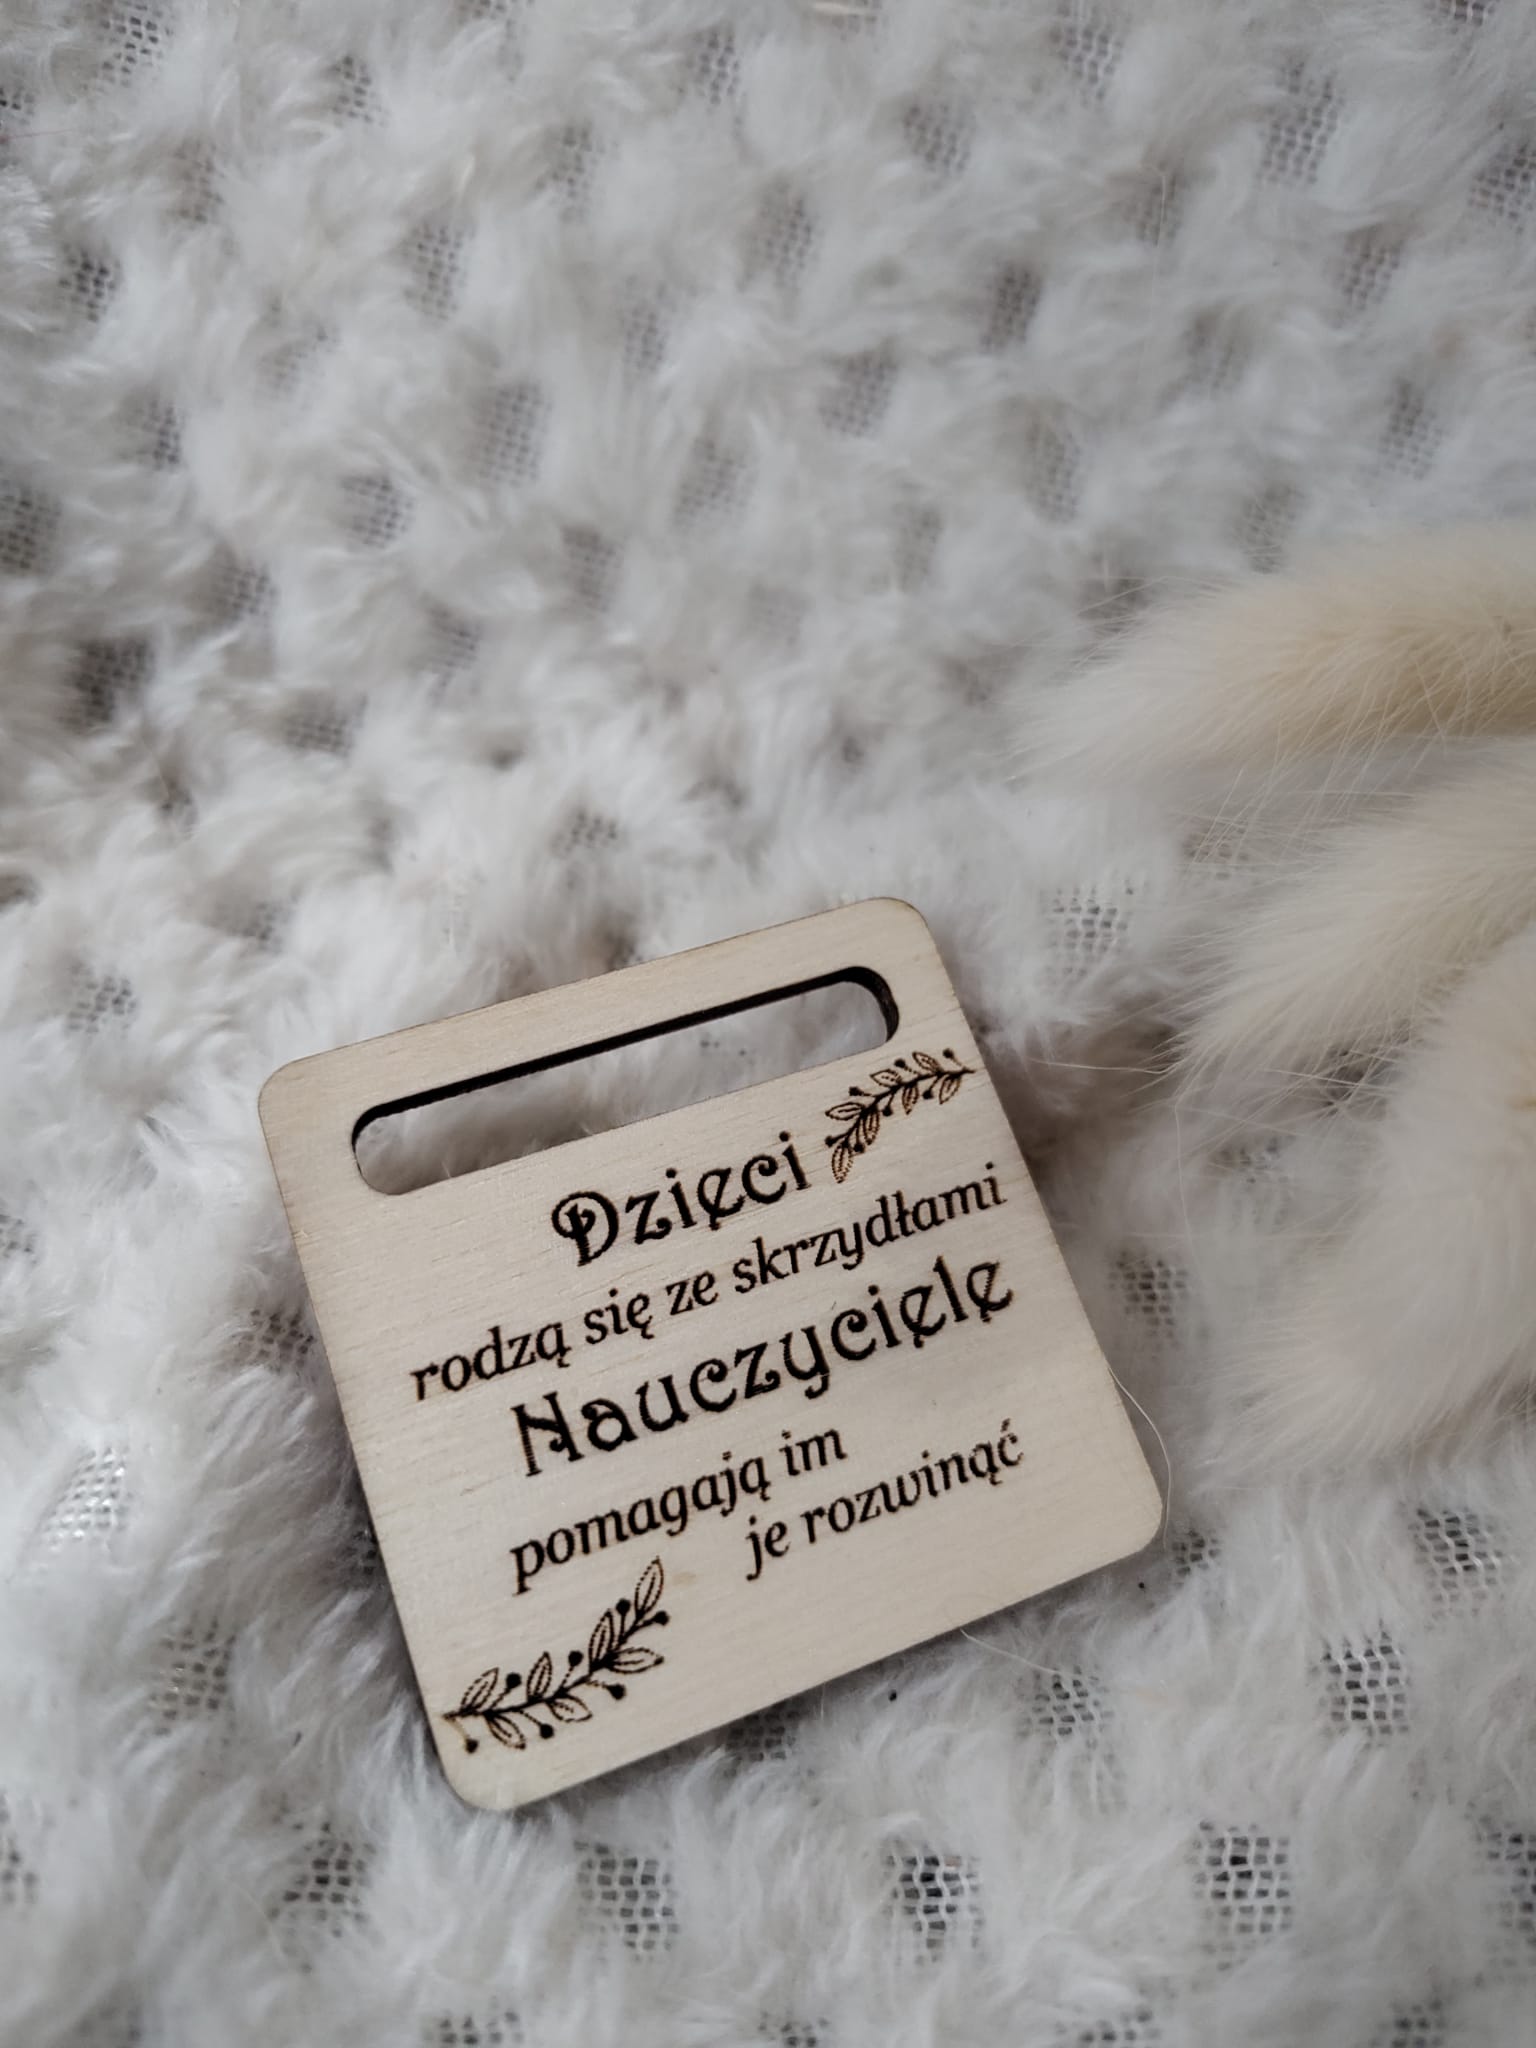 Dzieci
rodzą się ze skrzydłami
Nauczyciele
pomagają im
je rozwinąć